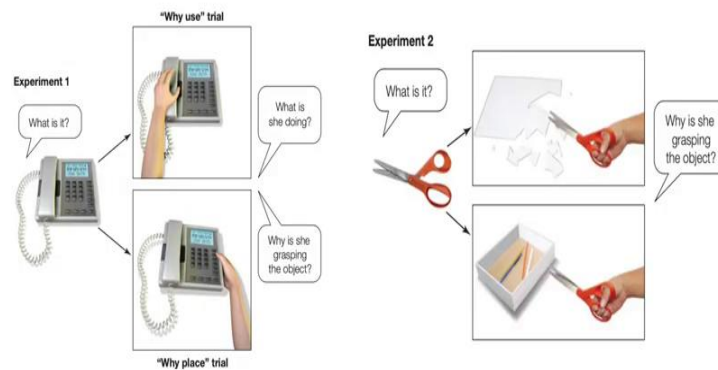 "Why use" trial
Experiment 1
What is it?
What is
she doing?
Why is she
grasping
the object?
"Why place" trial
Experiment 2
What is it?
Why is she
grasping
the object?